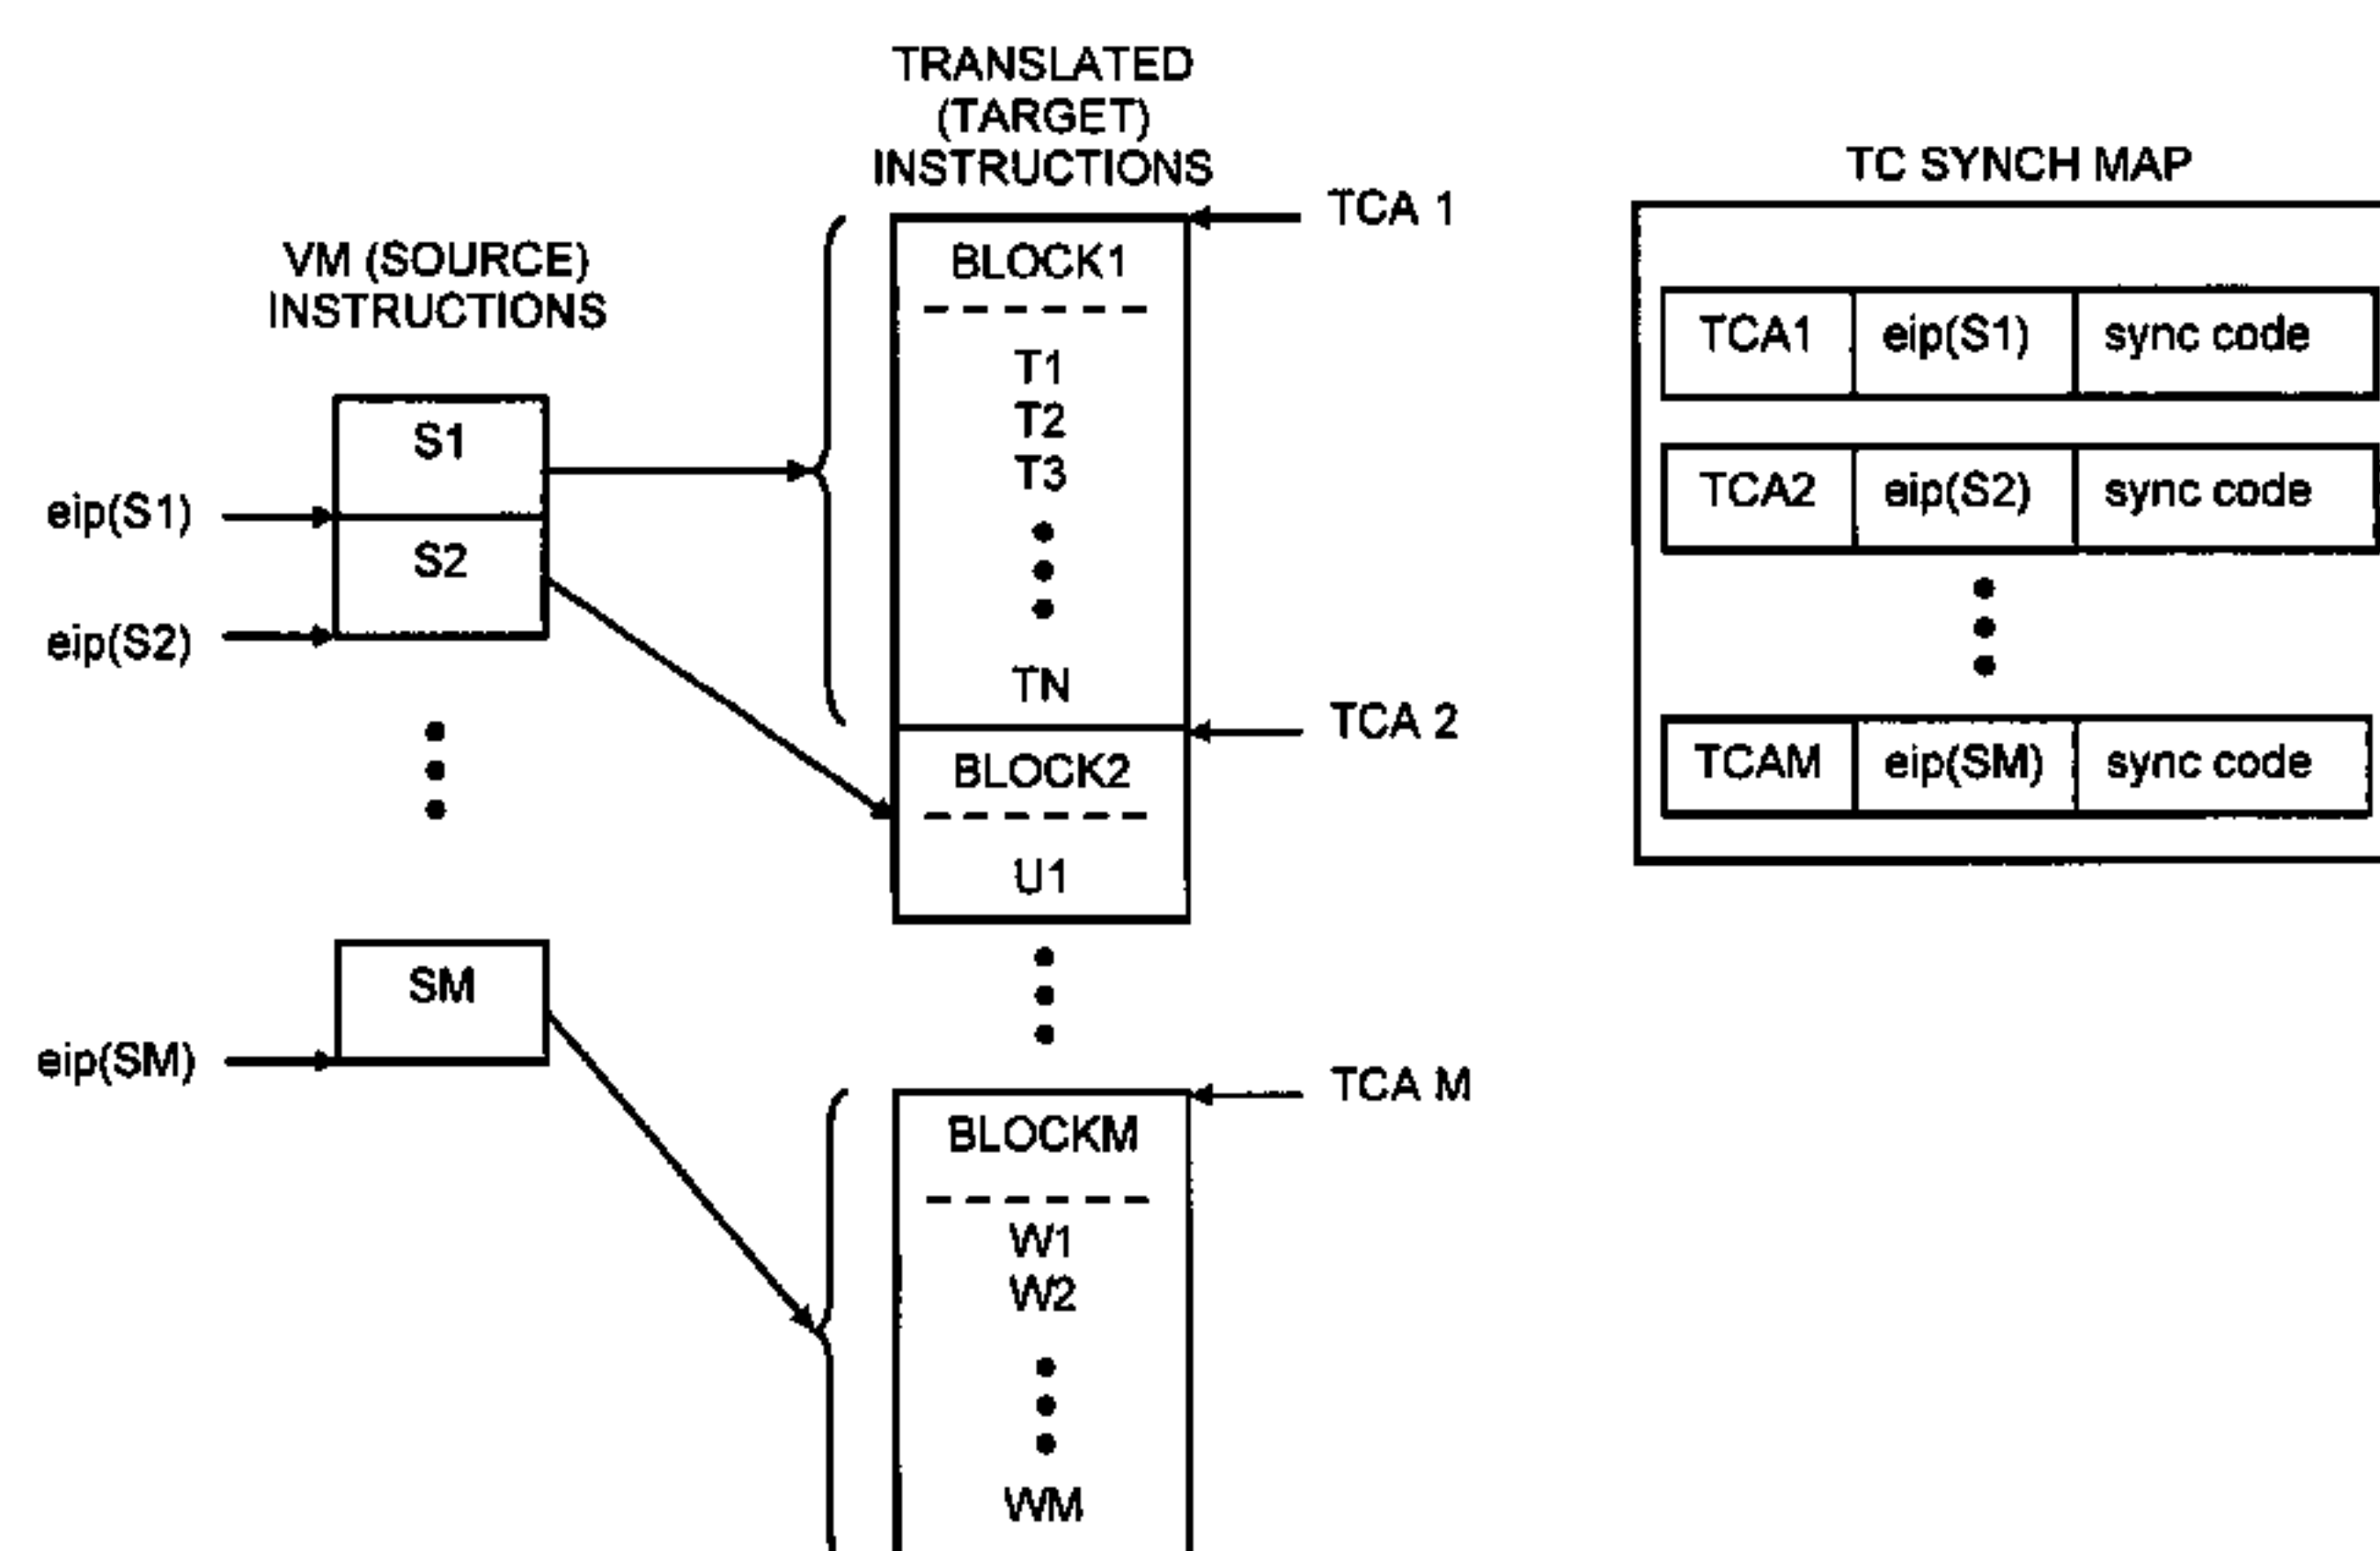 VM (SOURCE)
INSTRUCTIONS
S1
S2
eip(S1)
eip(S2)
SM
eip(SM)
TRANSLATED
(TARGET)
INSTRUCTIONS
BLOCK1
T1
T2
T3
TN
BLOCK2
U1
BLOCKM
W1
W2
WM
TCA 1
TCA 2
TCA M
TC SYNCH MAP
TCA1 eip(S1) sync code
TCA2 eip(S2) sync code
TCAM eip(SM) sync code